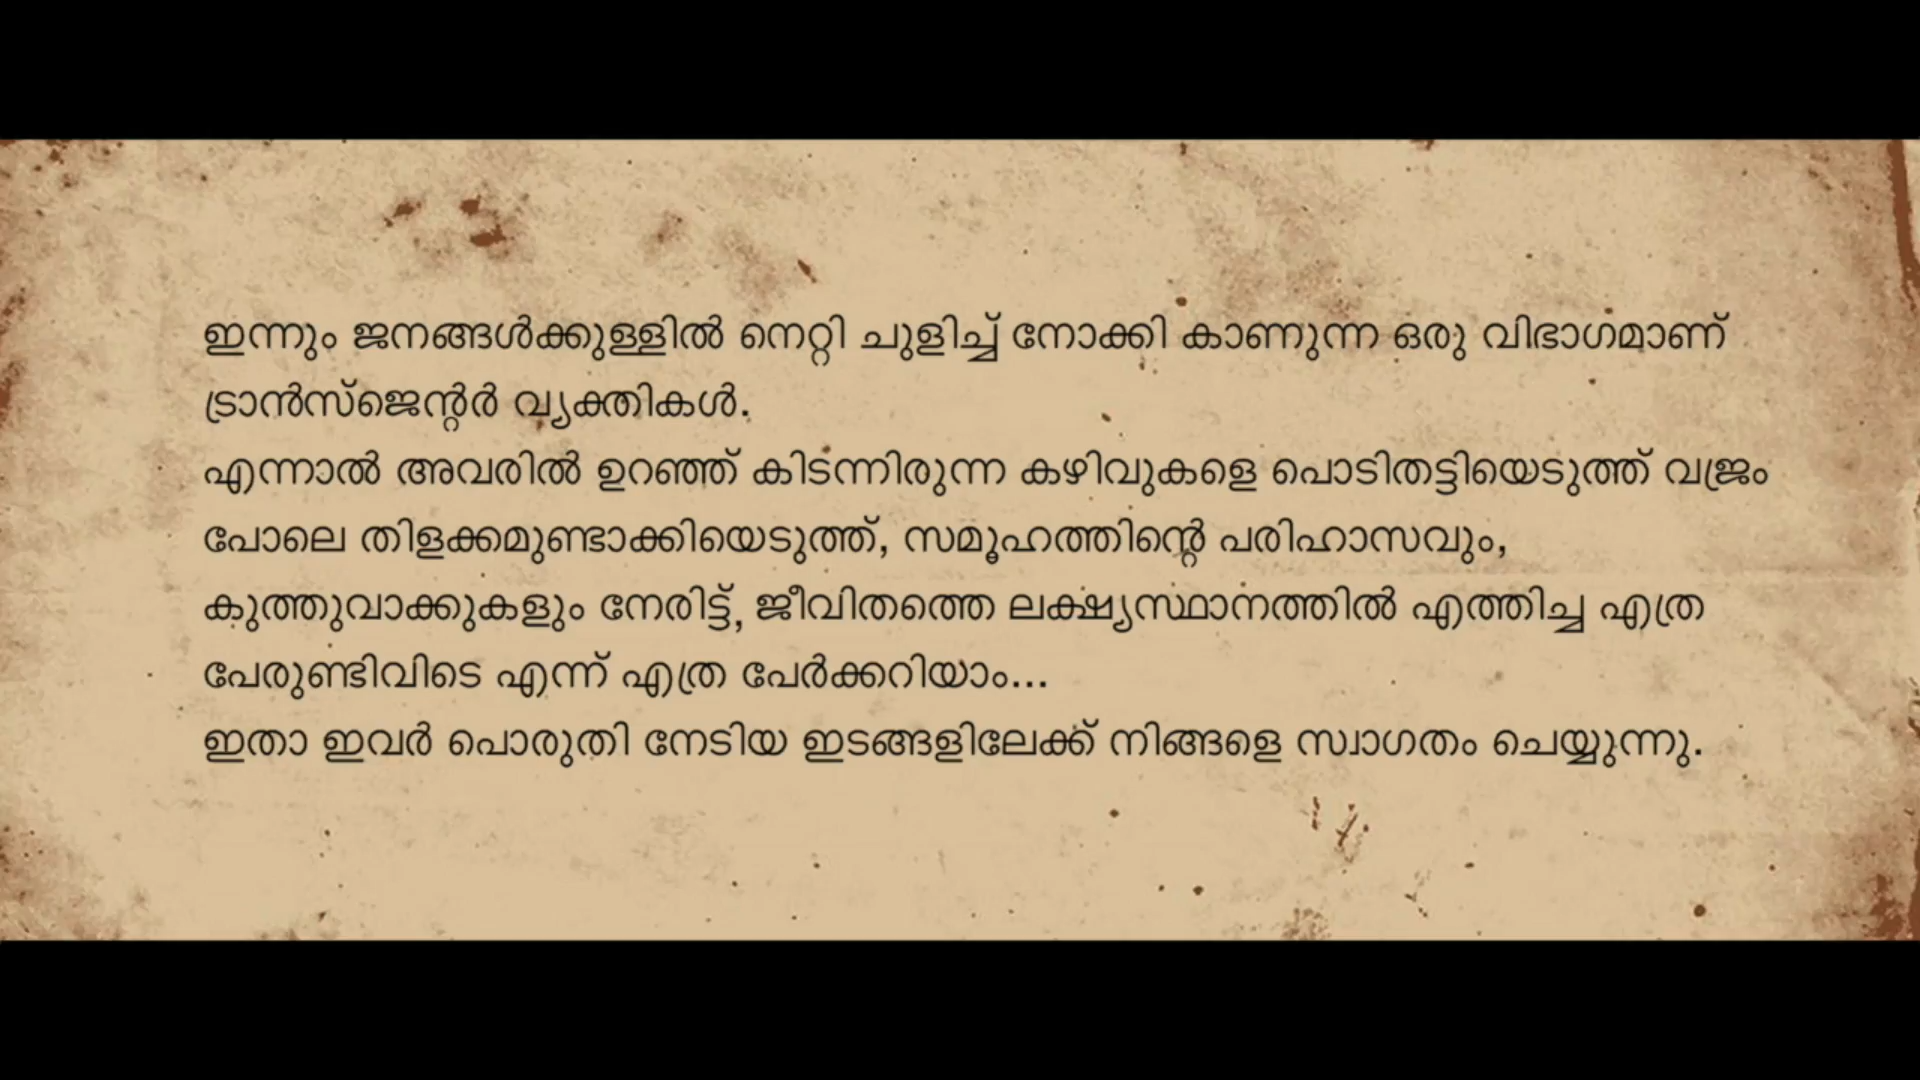 ഇന്നും ജനങ്ങൾക്കുള്ളിൽ നെറ്റി ചുളിച്ച് നോക്കി കാണുന്ന ഒരു വിഭാഗമാണ്
ട്രാൻസ്ജെന്റർ വ്യക്തികൾ.
എന്നാൽ അവരിൽ ഉറഞ്ഞ് കിടന്നിരുന്ന കഴിവുകളെ പൊടിതട്ടിയെടുത്ത് വജ്രം
പോലെ തിളക്കമുണ്ടാക്കിയെടുത്ത്, സമൂഹത്തിന്റെ പരിഹാസവും,
കുത്തുവാക്കുകളും നേരിട്ട്, ജീവിതത്തെ ലക്ഷ്യസ്ഥാനത്തിൽ എത്തിച്ച എത്ര
പേരുണ്ടിവിടെ എന്ന് എത്ര പേർക്കറിയാം...
ഇതാ ഇവർ പൊരുതി നേടിയ ഇടങ്ങളിലേക്ക് നിങ്ങളെ സ്വാഗതം ചെയ്യുന്നു.